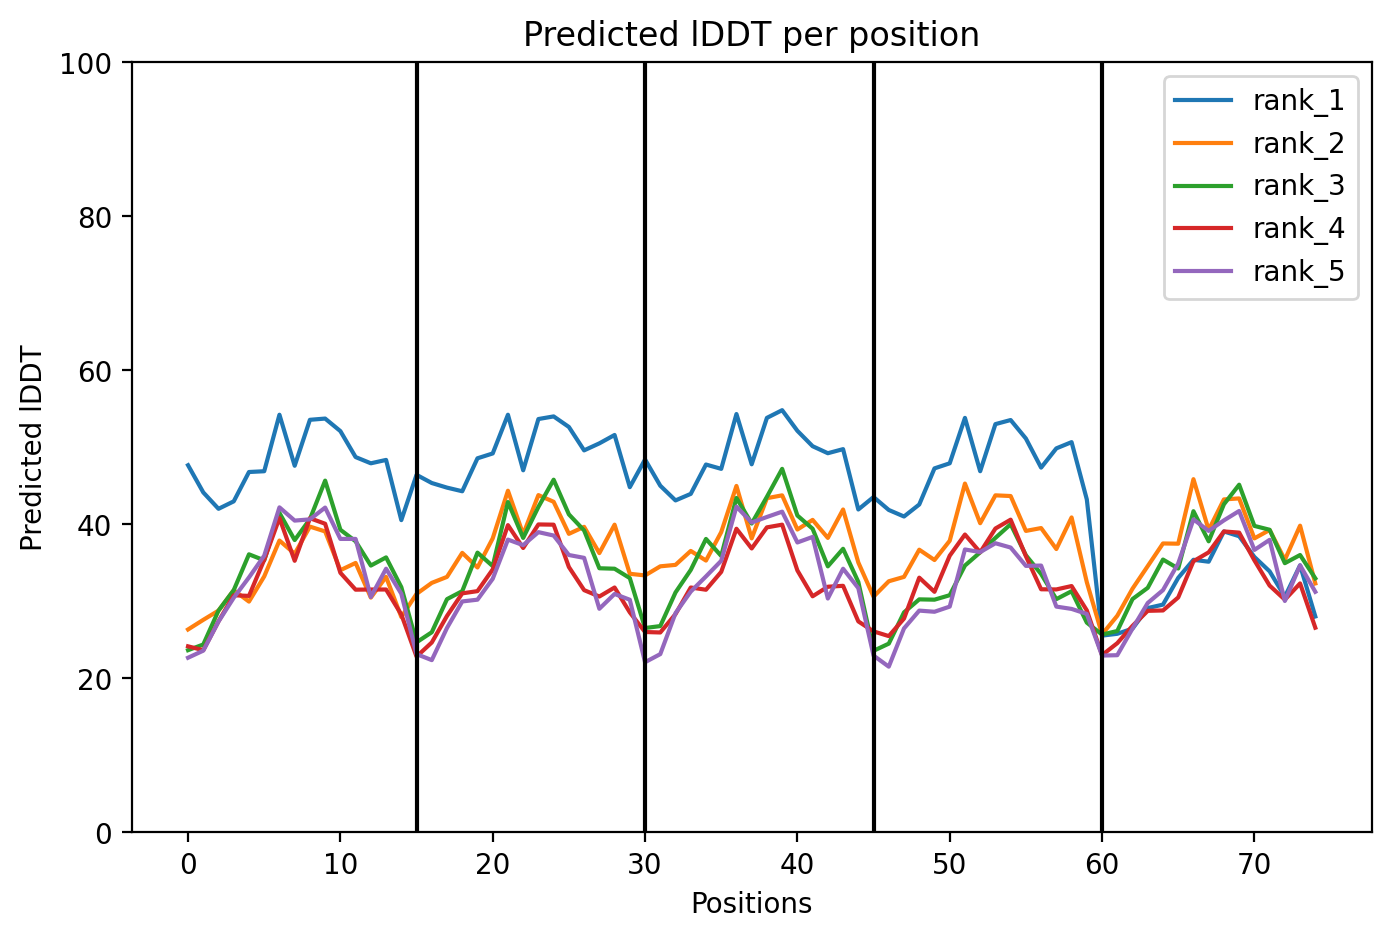 Predicted lDDT per position
100
80
60
40
20
0
Predicted lDDT
rank_1
rank_2
rank_3
rank_4
rank_5
0 10 20 30 40 50 60 70
Positions